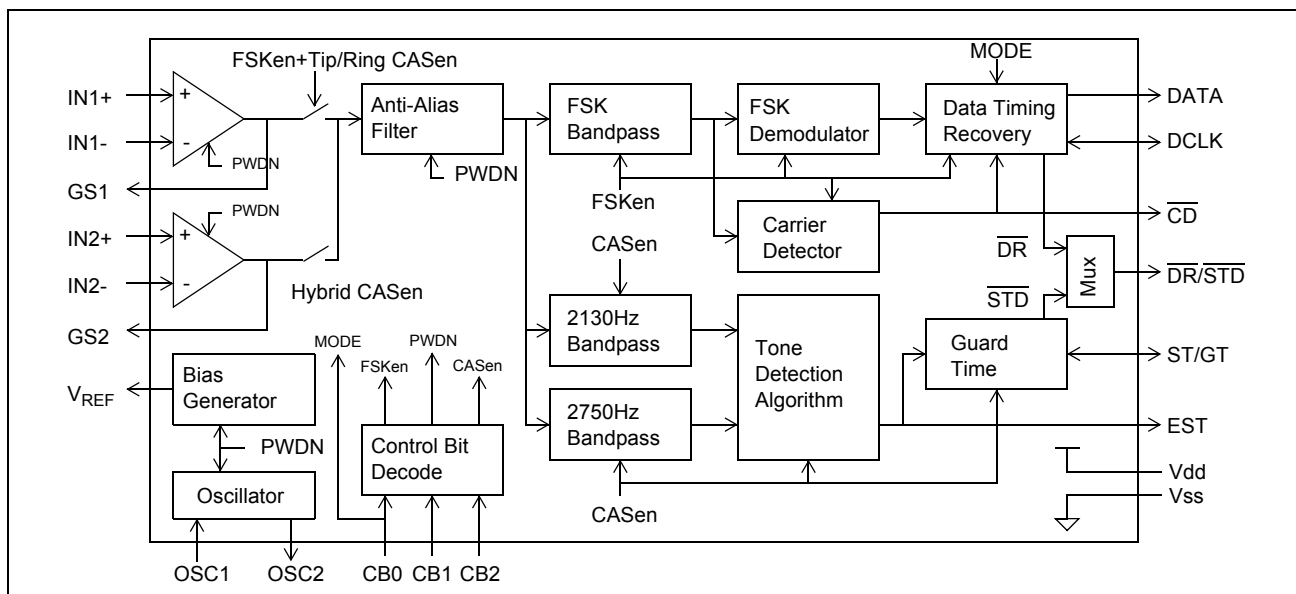 FSKen+Tip/Ring CASen
MODE
IN1+
+
Anti-Alias
Filter
FSK
Bandpass
FSK
Demodulator
Data Timing
Recovery
DATA
IN1-
-
PWDN
DCLK
GS1
PWDN
FSKen
PWDN
Carrier
Detector
CD
IN2+
+
CASen
DR
Mux
DR/STD
IN2-
-
Hybrid CASen
STD
GS2
2130Hz
Bandpass
Tone
Detection
Algorithm
Guard
Time
ST/GT
MODE
PWDN
FSKen
CASen
VREF
Bias
Generator
2750Hz
Bandpass
EST
PWDN
Control Bit
Decode
Vdd
Oscillator
CASen
Vss
OSC1
OSC2
CB0
CB1
CB2